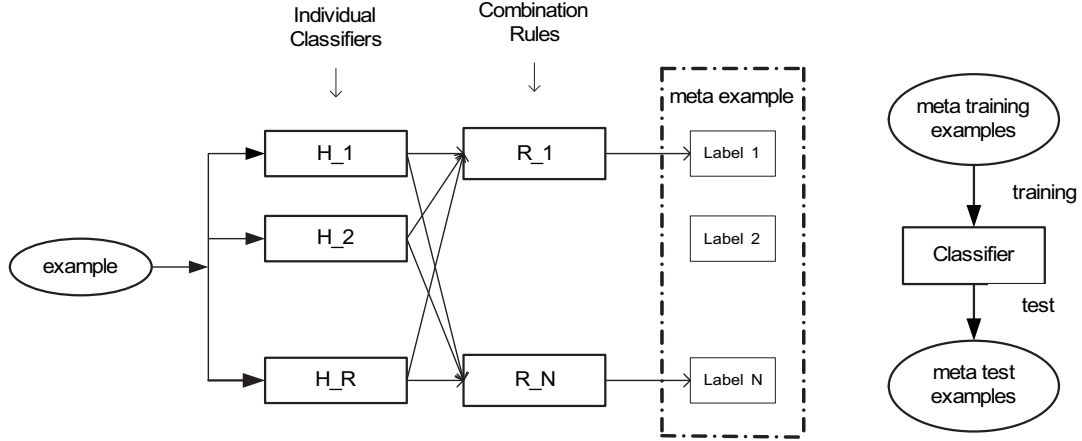 Individual
Classifiers
Combination
Rules
meta example
H_1
R_1
Label 1
H_2
Label 2
example
H_R
R_N
Label N
meta training
examples
training
Classifier
test
meta test
examples